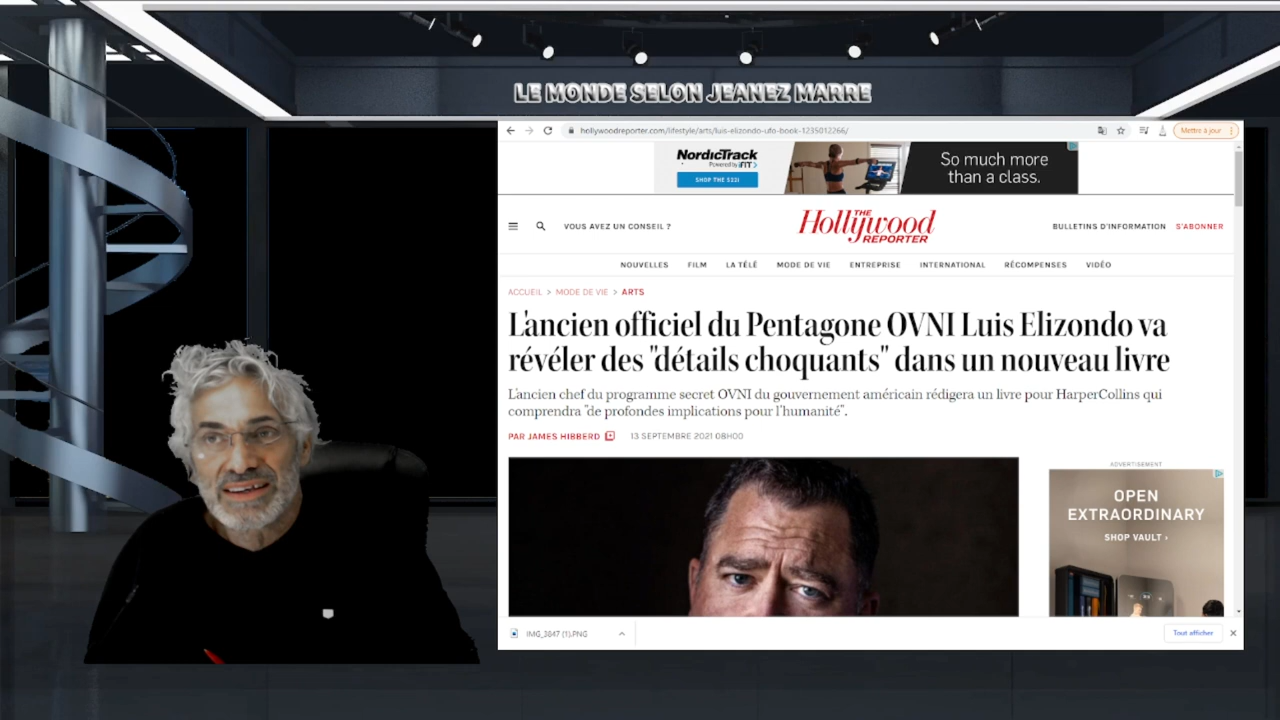 LE MONDE SELON JEANEZ MARRE
hollywoodreporter.com/lifestyle/arts/luis-elizondo-ufo-book-1235012266/
Mettre à jour
NordicTrack
Powered by iFIT
SHOP THE S22I
So much more
than a class.
VOUS AVEZ UN CONSEIL ?
THE
Hollywood
REPORTER
BULLETINS D'INFORMATION S'ABONNER
NOUVELLES FILM LA TÉLÉ MODE DE VIE ENTREPRISE INTERNATIONAL RÉCOMPENSES VIDÉO
ACCUEIL > MODE DE VIE > ARTS
L'ancien officiel du Pentagone OVNI Luis Elizondo va
révéler des "détails choquants" dans un nouveau livre
L'ancien chef du programme secret OVNI du gouvernement américain rédigera un livre pour HarperCollins qui
comprendra "de profondes implications pour l'humanité".
PAR JAMES HIBBERD 13 SEPTEMBRE 2021 08H00
ADVERTISEMENT
OPEN
EXTRAORDINARY
SHOP VAULT ›
IMG_3847 (1).PNG
Tout afficher